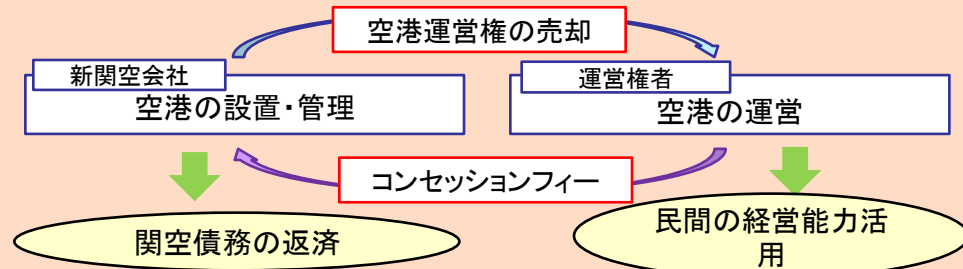 空港運営権の売却
新関空会社
運営権者
空港の設置・管理
空港の運営
コンセッションフィー
関空債務の返済
民間の経営能力活
用